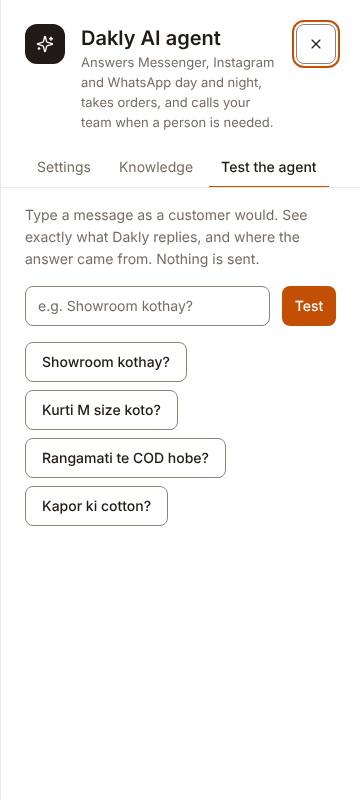 Dakly AI agent
Answers Messenger, Instagram
and WhatsApp day and night,
takes orders, and calls your
team when a person is needed.
Settings
Knowledge
Test the agent
Type a message as a customer would. See
exactly what Dakly replies, and where the
answer came from. Nothing is sent.
e.g. Showroom kothay?
Test
Showroom kothay?
Kurti M size koto?
Rangamati te COD hobe?
Kapor ki cotton?